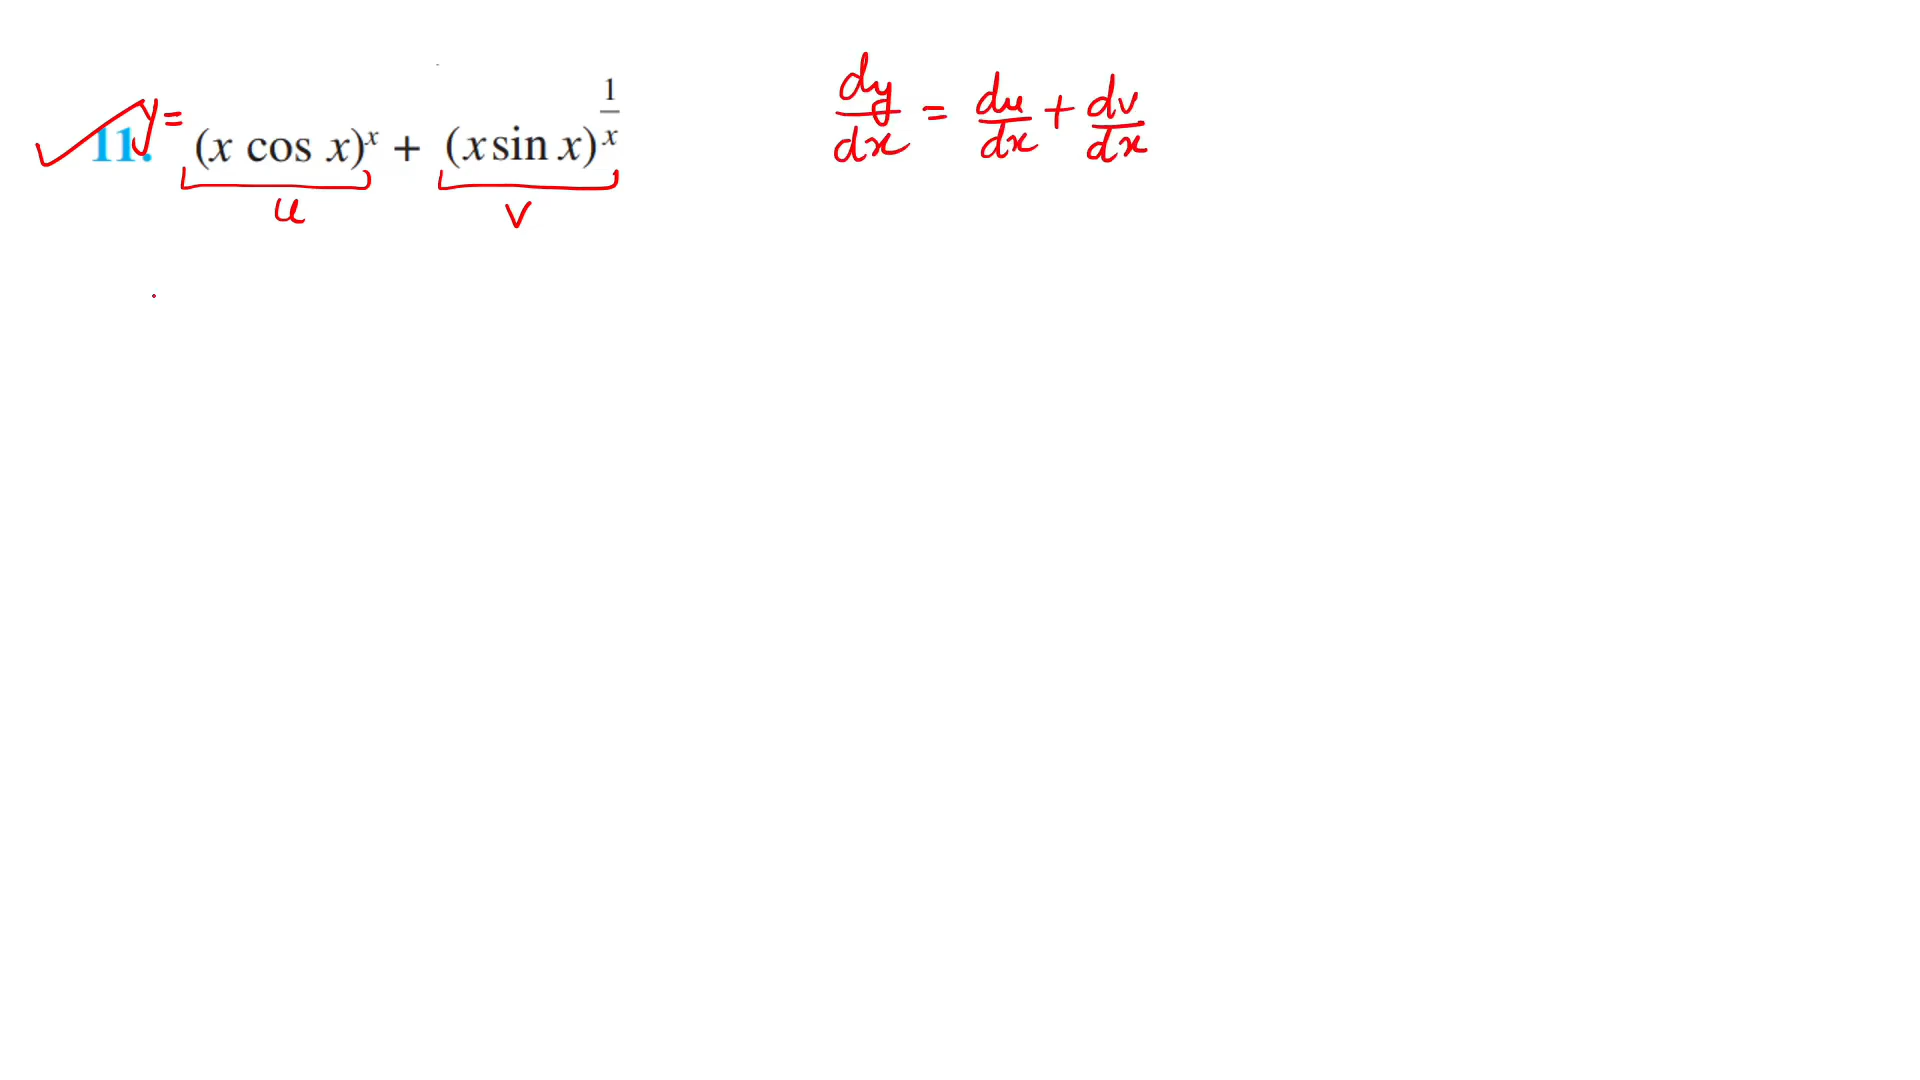 11. y = (x cos x)^x + (x sin x)^{1/x}
u v
dy/dx = du/dx + dv/dx